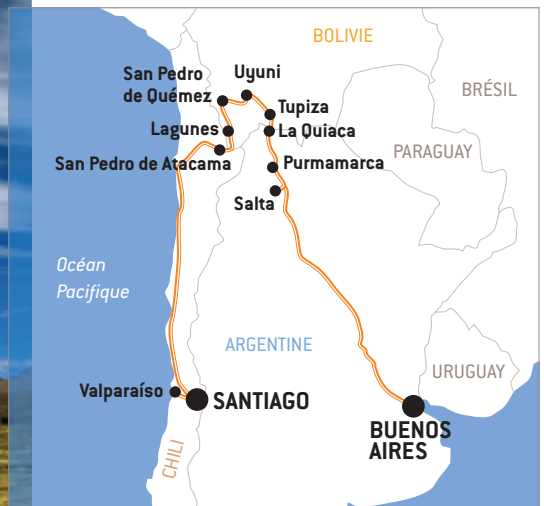 BOLIVIE
BRÉSIL
Uyuni
San Pedro
de Quémez
Tupiza
Lagunes
La Quiaca
PARAGUAY
San Pedro de Atacama
Purmamarca
Salta
Océan
Pacifique
ARGENTINE
URUGUAY
Valparaíso
SANTIAGO
BUENOS
AIRES
CHILI